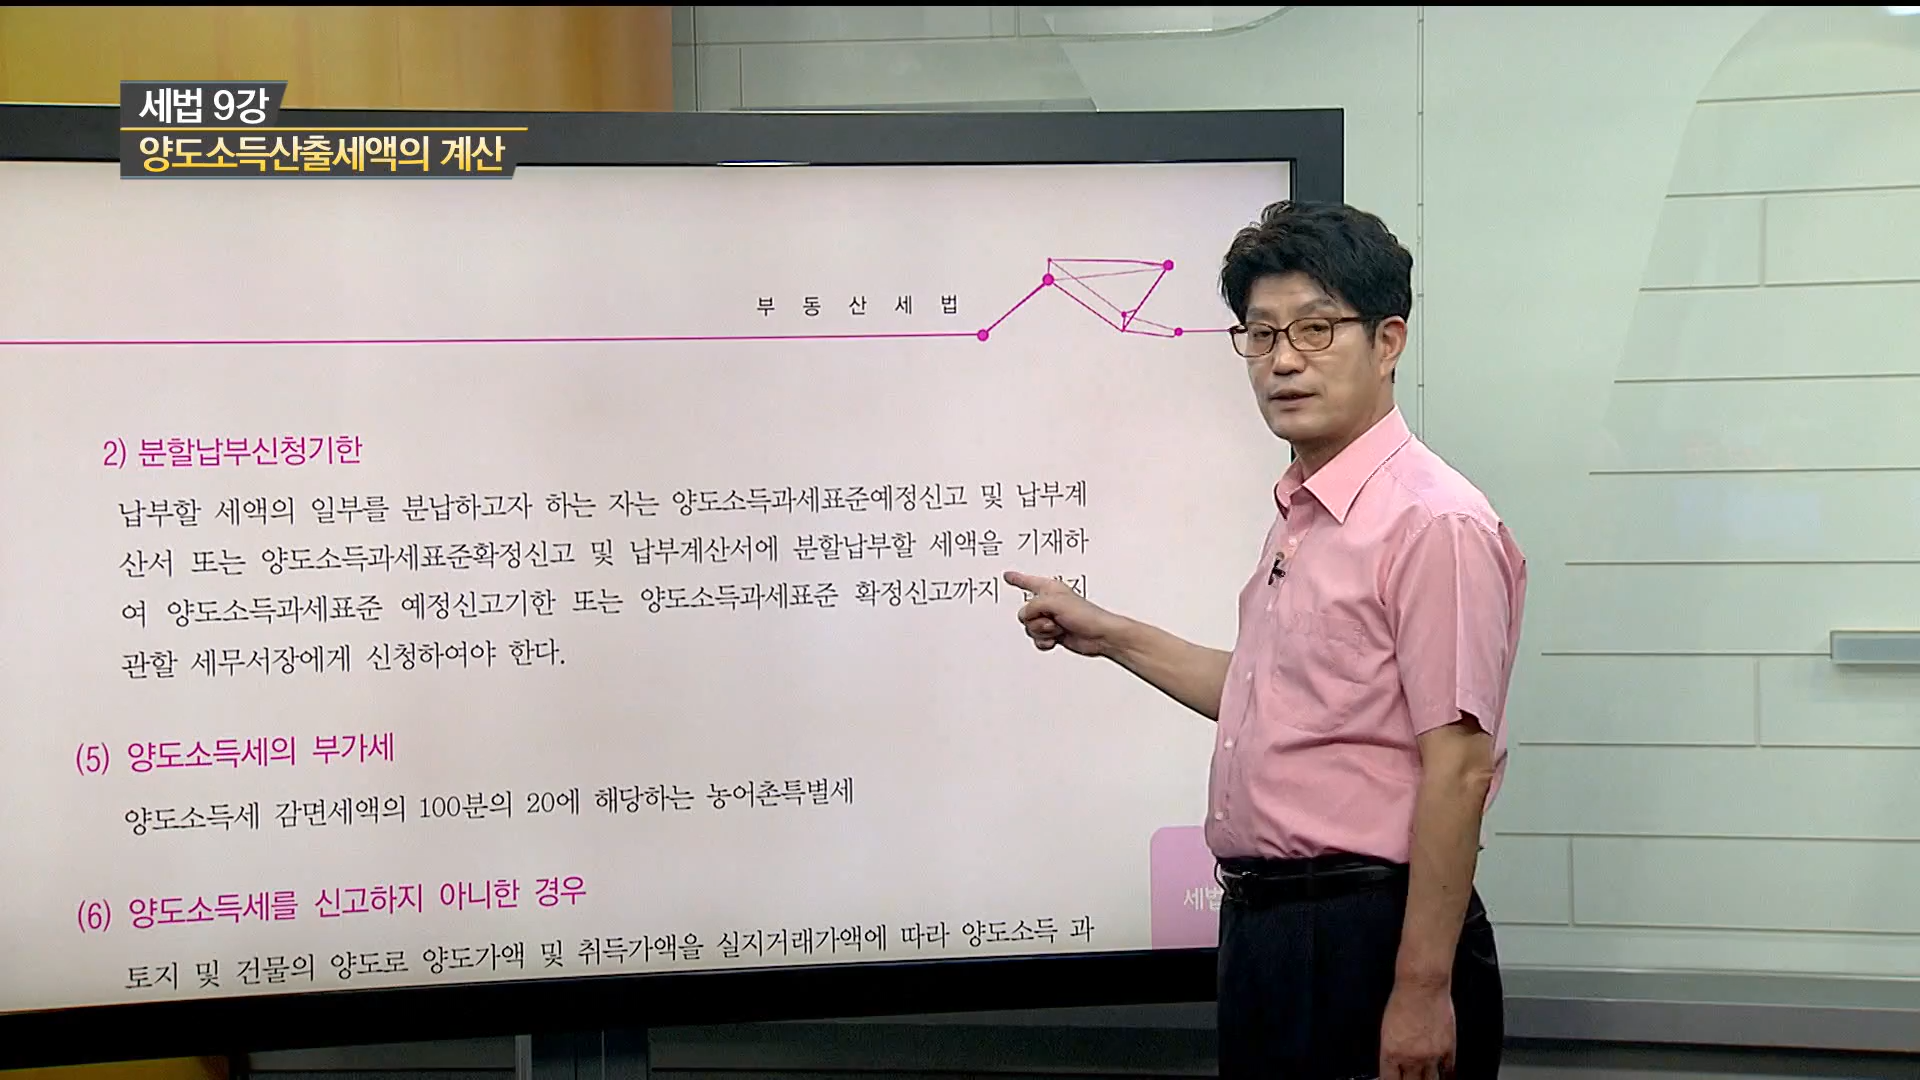 세법 9강
양도소득산출세액의 계산
부 동 산 세 법
2) 분할납부신청기한
납부할 세액의 일부를 분납하고자 하는 자는 양도소득과세표준예정신고 및 납부계
산서 또는 양도소득과세표준확정신고 및 납부계산서에 분할납부할 세액을 기재하
여 양도소득과세표준 예정신고기한 또는 양도소득과세표준 확정신고까지
관할 세무서장에게 신청하여야 한다.
(5) 양도소득세의 부가세
양도소득세 감면세액의 100분의 20에 해당하는 농어촌특별세
(6) 양도소득세를 신고하지 아니한 경우
토지 및 건물의 양도로 양도가액 및 취득가액을 실지거래가액에 따라 양도소득 과
세법